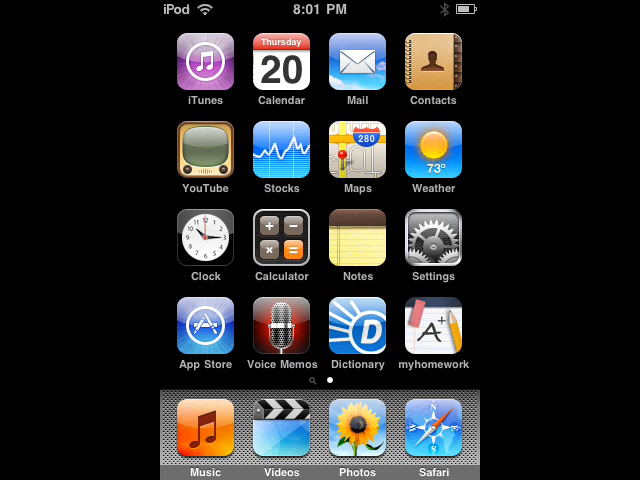 iPod 8:01 PM
Thursday
20
280
73°
+ −
× =
D
A+
iTunes Calendar Mail Contacts
YouTube Stocks Maps Weather
Clock Calculator Notes Settings
App Store Voice Memos Dictionary myhomework
Music Videos Photos Safari